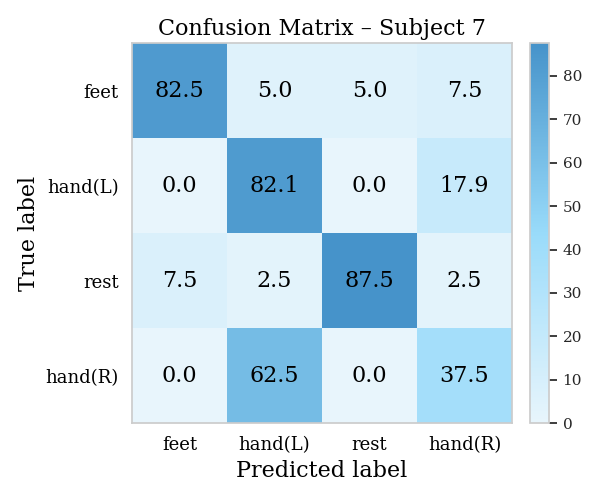 Confusion Matrix – Subject 7
feet 82.5 5.0 5.0 7.5
hand(L) 0.0 82.1 0.0 17.9
rest 7.5 2.5 87.5 2.5
hand(R) 0.0 62.5 0.0 37.5
feet hand(L) rest hand(R)
Predicted label
True label
80
70
60
50
40
30
20
10
0